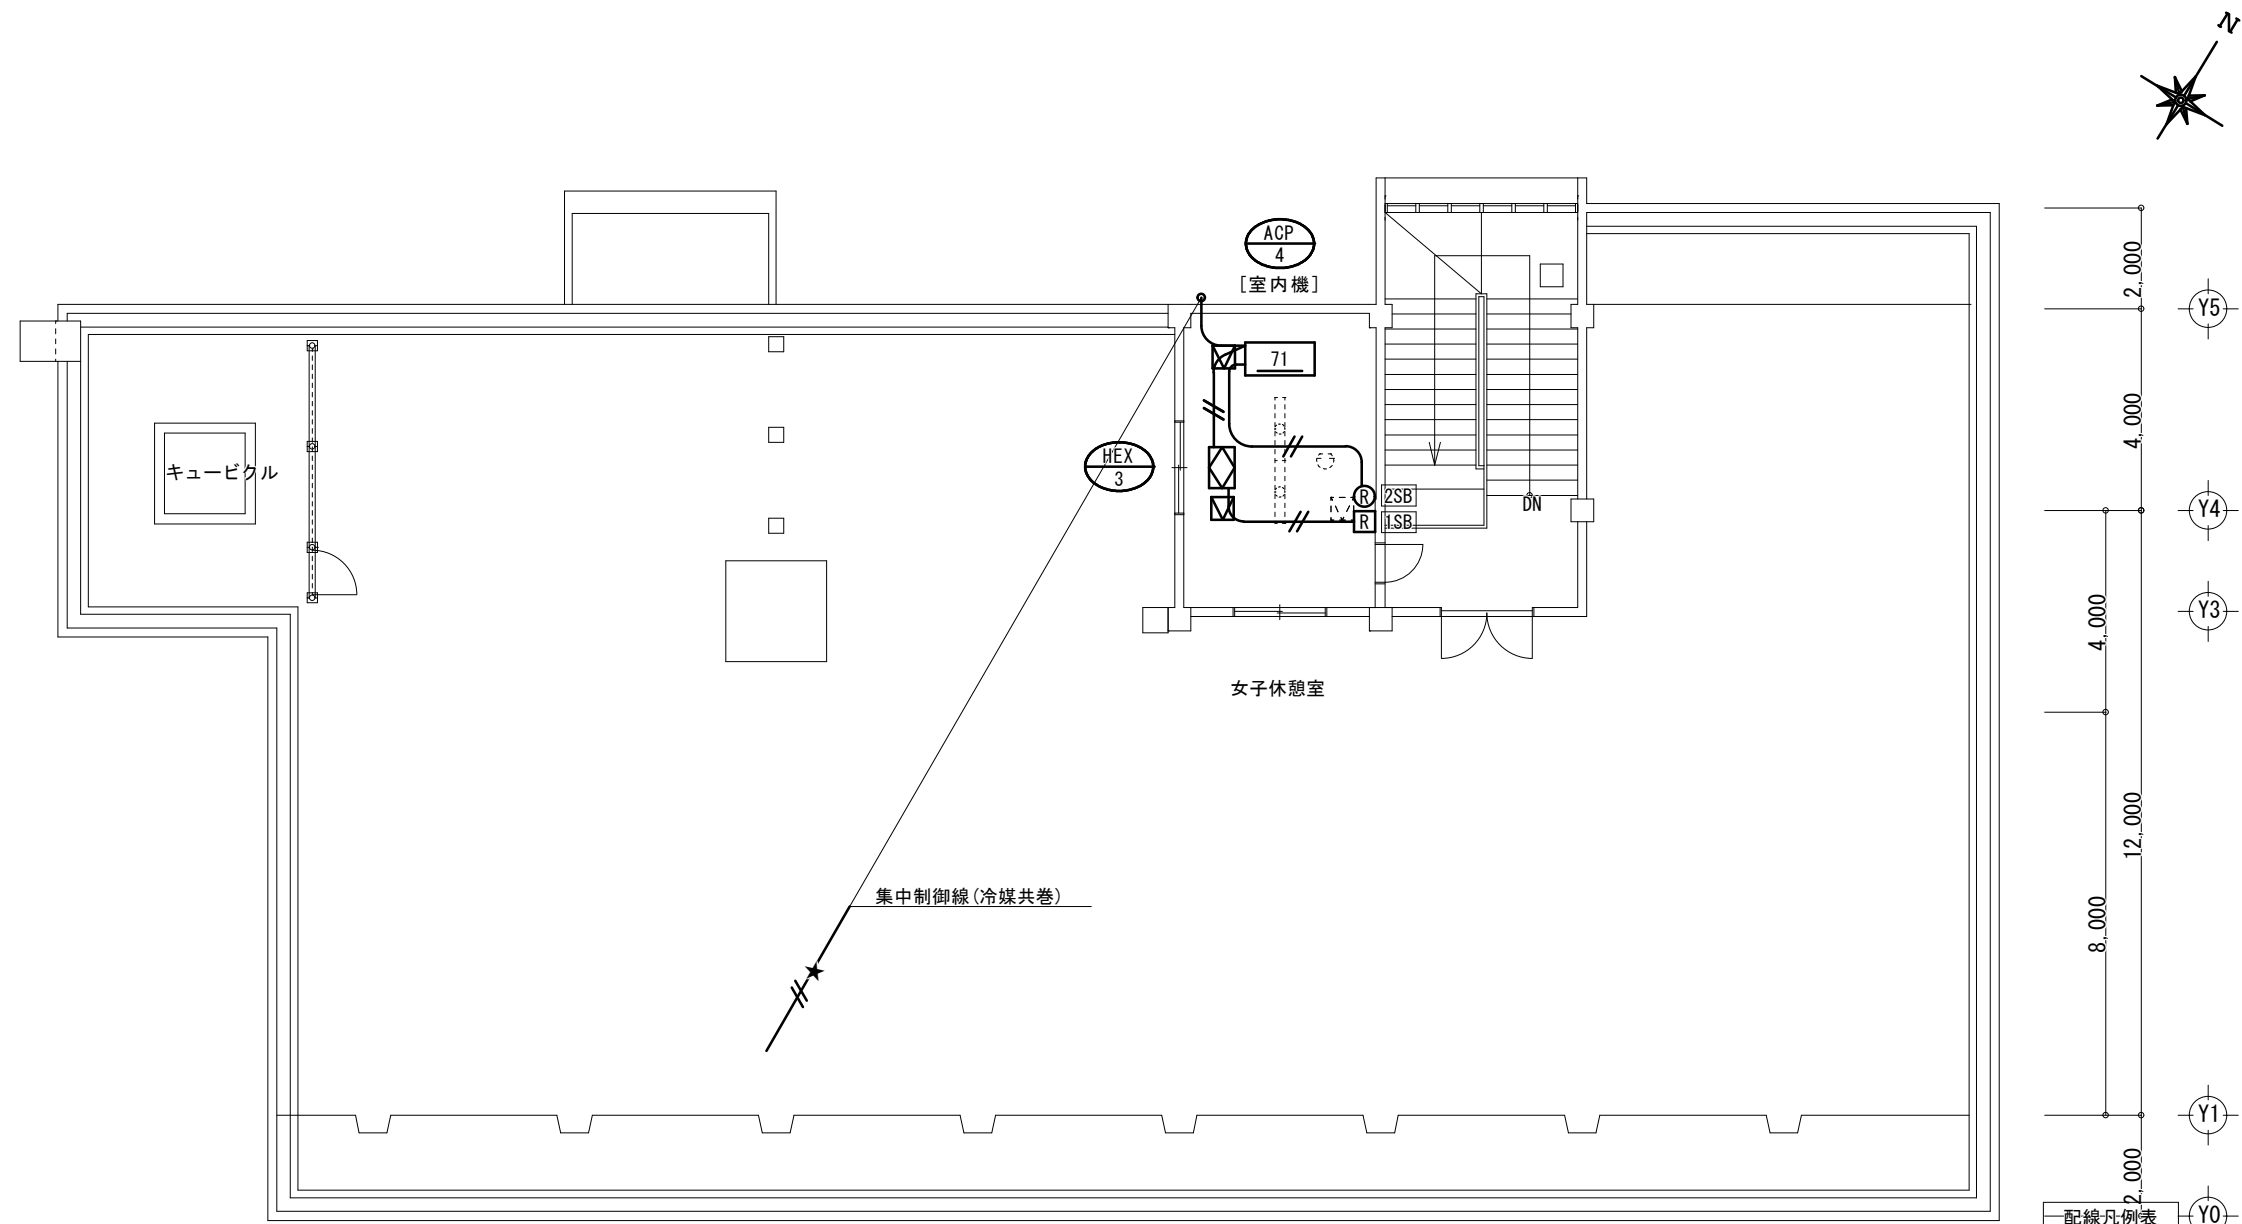 N
ACP
4
[室内機]
2,000
Y5
71
4,000
HEX
3
キュービクル
R
2SB
DN
Y4
R
1SB
Y3
4,000
女子休憩室
12,000
集中制御線(冷媒共巻)
8,000
Y1
2,000
配線凡例表
Y0